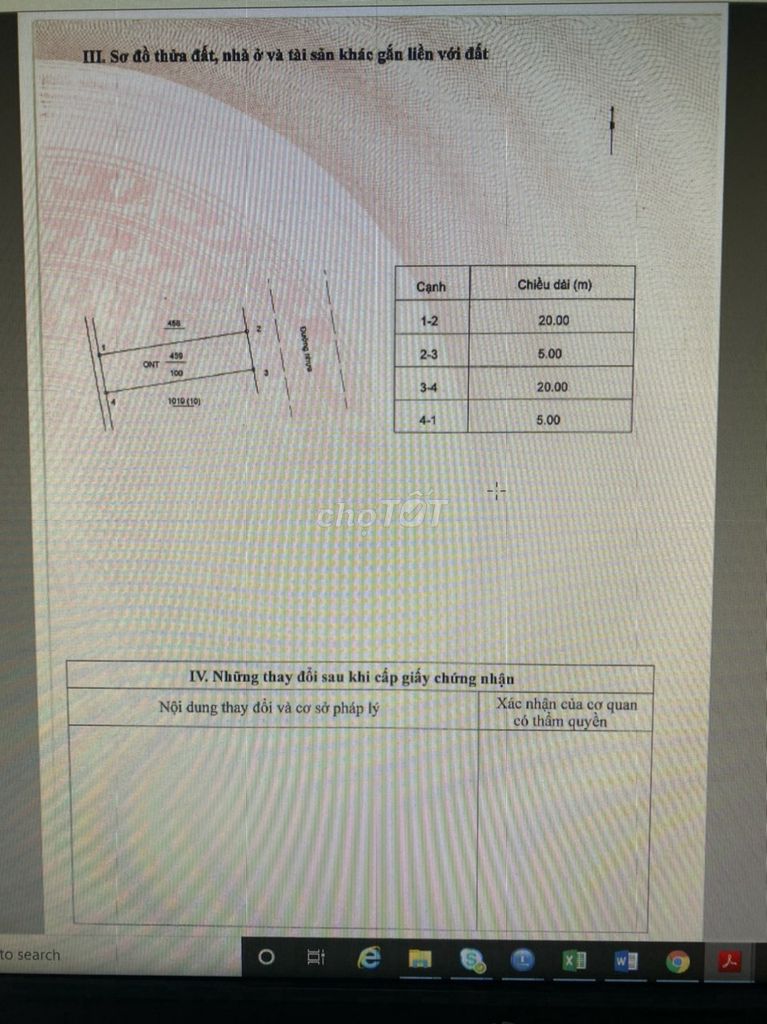 III. Sơ đồ thửa đất, nhà ở và tài sản khác gắn liền với đất
Cạnh Chiều dài (m)
1-2 20.00
2-3 5.00
3-4 20.00
4-1 5.00
458
1
2
ONT 459
100
3
4
1019 (10)
Đường nhựa
chợTỐT
IV. Những thay đổi sau khi cấp giấy chứng nhận
Nội dung thay đổi và cơ sở pháp lý
Xác nhận của cơ quan
có thẩm quyền
to search